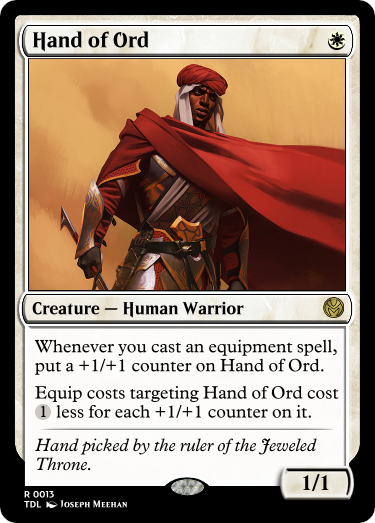 Hand of Ord
Creature — Human Warrior
Whenever you cast an equipment spell,
put a +1/+1 counter on Hand of Ord.
Equip costs targeting Hand of Ord cost
1 less for each +1/+1 counter on it.
Hand picked by the ruler of the Jeweled
Throne.
1/1
R 0013
TDL Joseph Meehan